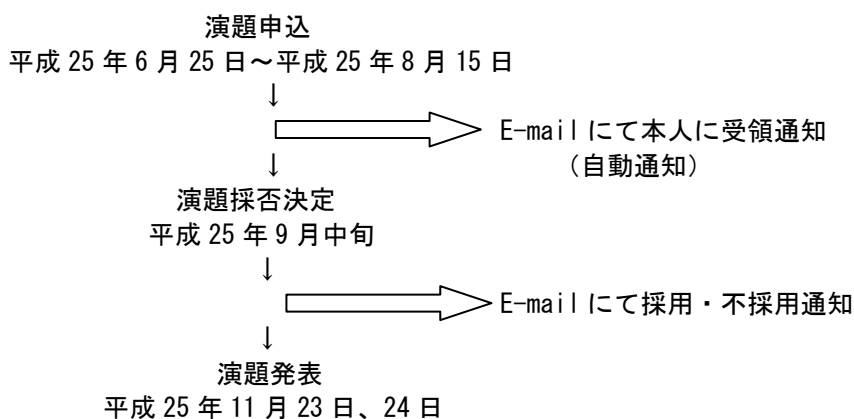 演題申込
平成 25 年 6 月 25 日～平成 25 年 8 月 15 日
↓
E-mail にて本人に受領通知
（自動通知）
↓
演題採否決定
平成 25 年 9 月中旬
↓
E-mail にて採用・不採用通知
↓
演題発表
平成 25 年 11 月 23 日、24 日